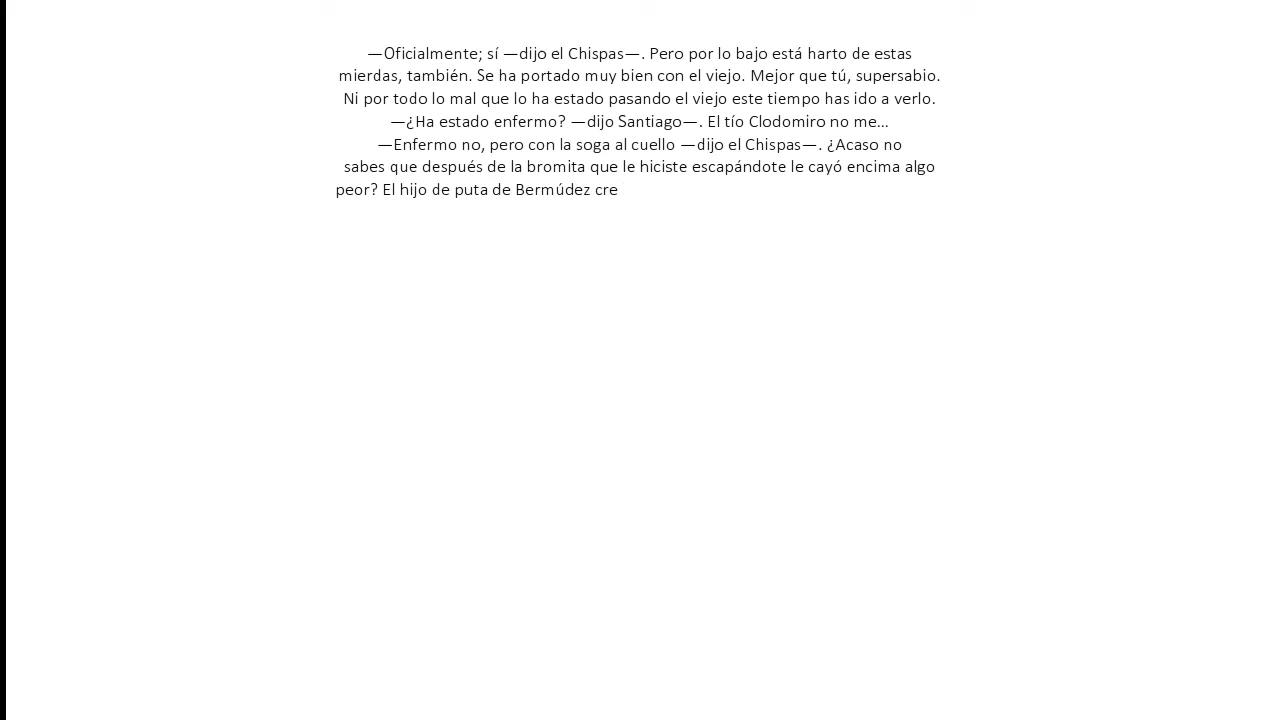 —Oficialmente; sí —dijo el Chispas—. Pero por lo bajo está harto de estas
mierdas, también. Se ha portado muy bien con el viejo. Mejor que tú, supersabio.
Ni por todo lo mal que lo ha estado pasando el viejo este tiempo has ido a verlo.
—¿Ha estado enfermo? —dijo Santiago—. El tío Clodomiro no me...
—Enfermo no, pero con la soga al cuello —dijo el Chispas—. ¿Acaso no
sabes que después de la bromita que le hiciste escapándote le cayó encima algo
peor? El hijo de puta de Bermúdez cre